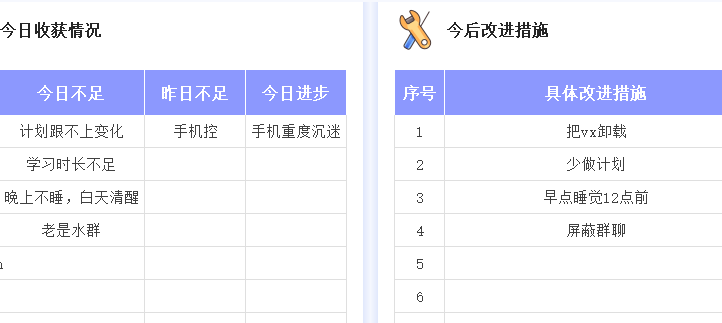 今日收获情况
今日不足 昨日不足 今日进步
计划跟不上变化 手机控 手机重度沉迷
学习时长不足
晚上不睡，白天清醒
老是水群
今后改进措施
序号 具体改进措施
1 把vx卸载
2 少做计划
3 早点睡觉12点前
4 屏蔽群聊
5
6